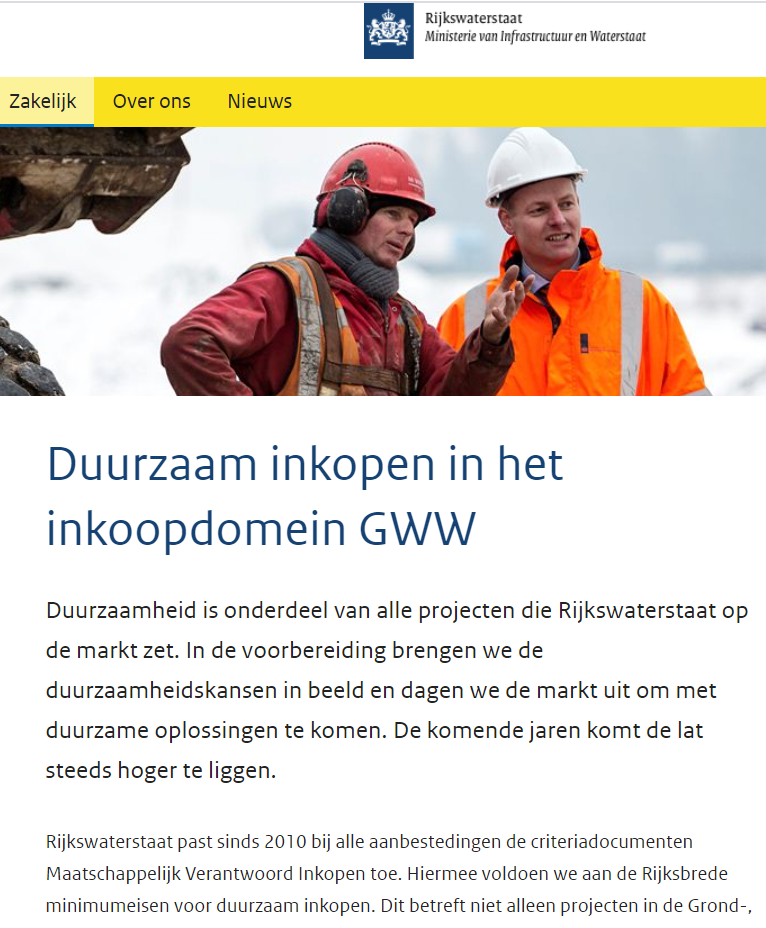 Rijkswaterstaat
Ministerie van Infrastructuur en Waterstaat
Zakelijk Over ons Nieuws
Duurzaam inkopen in het
inkoopdomein GWW
Duurzaamheid is onderdeel van alle projecten die Rijkswaterstaat op
de markt zet. In de voorbereiding brengen we de
duurzaamheidskansen in beeld en dagen we de markt uit om met
duurzame oplossingen te komen. De komende jaren komt de lat
steeds hoger te liggen.
Rijkswaterstaat past sinds 2010 bij alle aanbestedingen de criteriadocumenten
Maatschappelijk Verantwoord Inkopen toe. Hiermee voldoen we aan de Rijksbrede
minimumeisen voor duurzaam inkopen. Dit betreft niet alleen projecten in de Grond-,